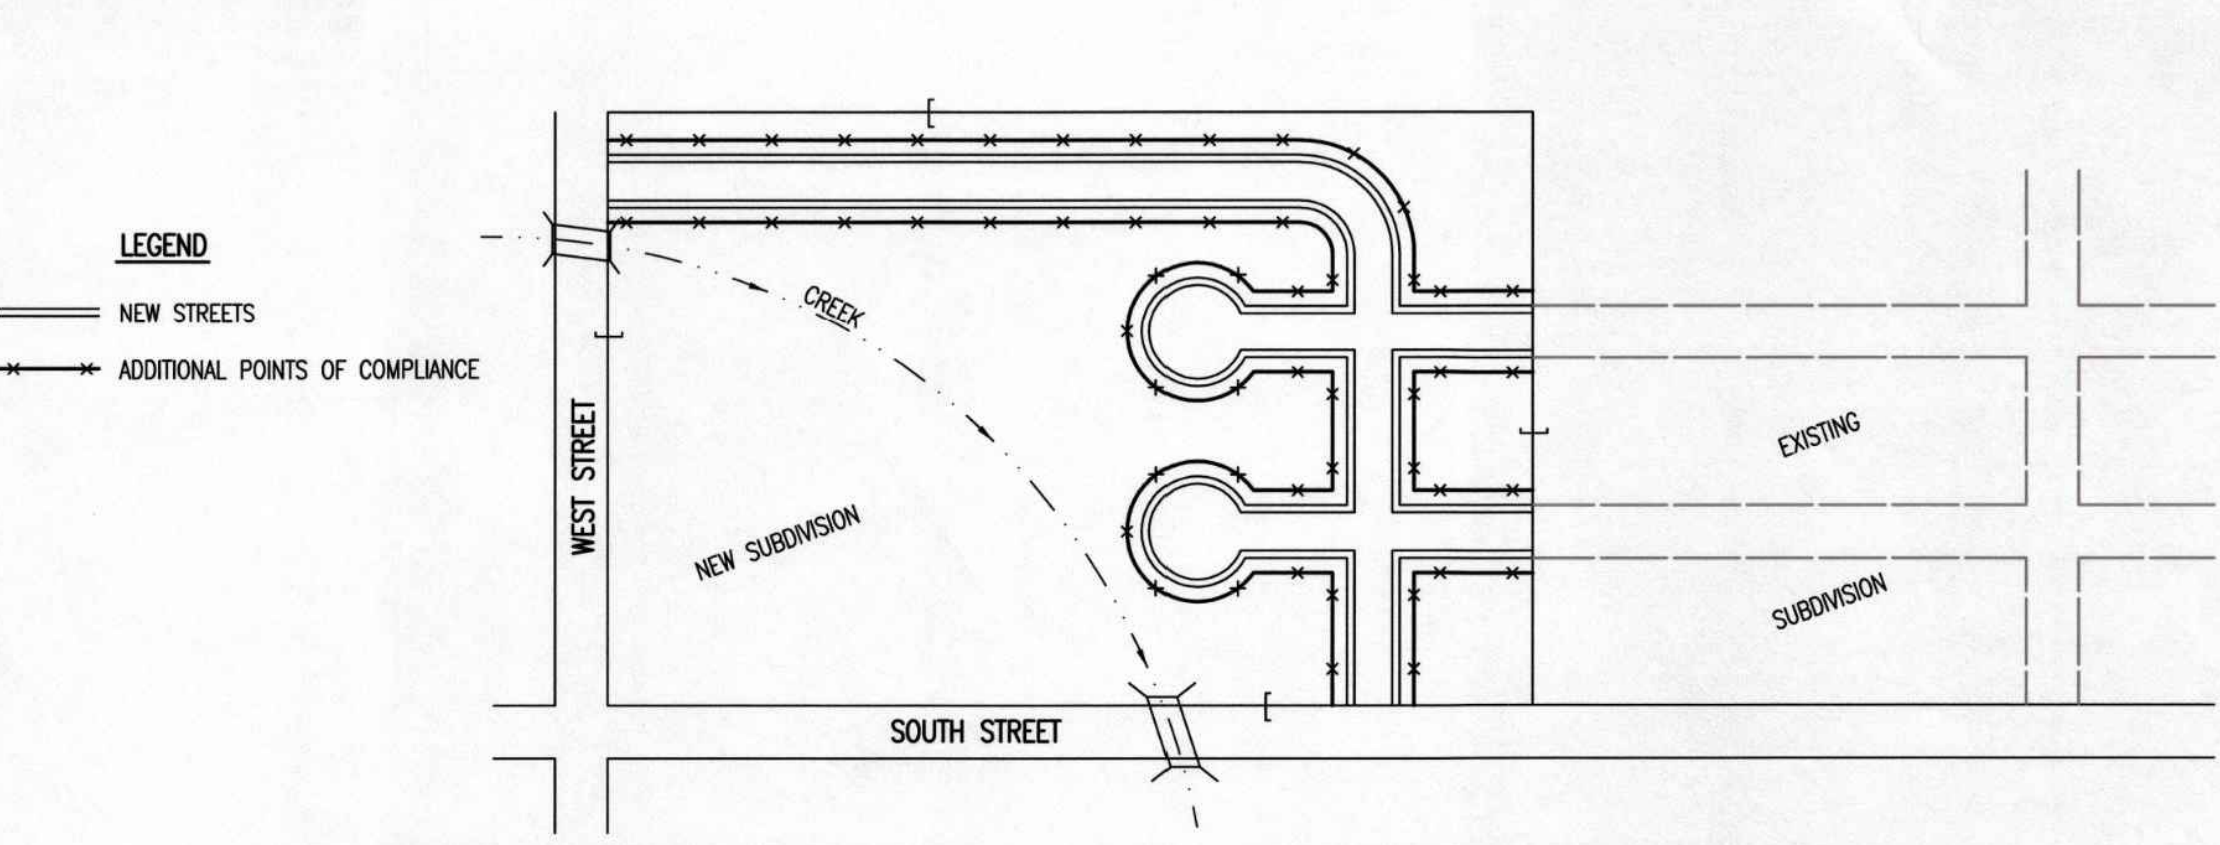 LEGEND
NEW STREETS
ADDITIONAL POINTS OF COMPLIANCE
CREEK
WEST STREET
NEW SUBDIVISION
SOUTH STREET
EXISTING
SUBDIVISION